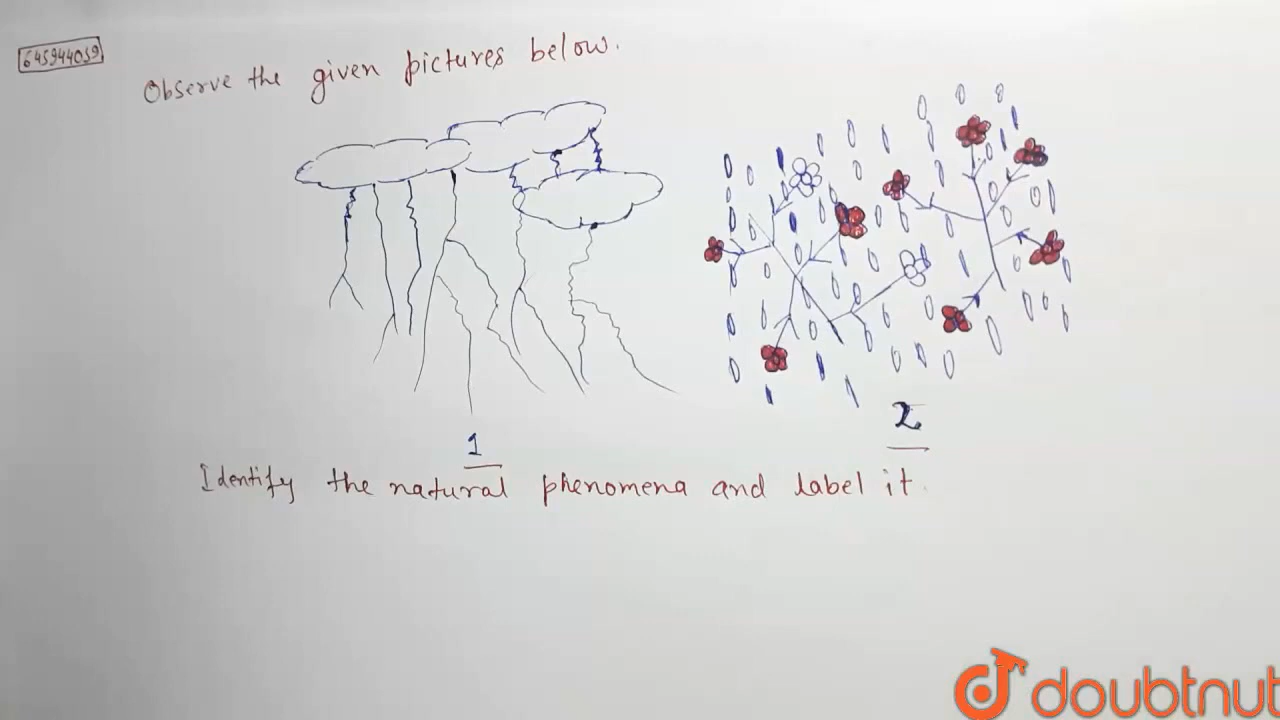 645944059
Observe the given pictures below.
1
2
Identify the natural phenomena and label it.
doubtnut